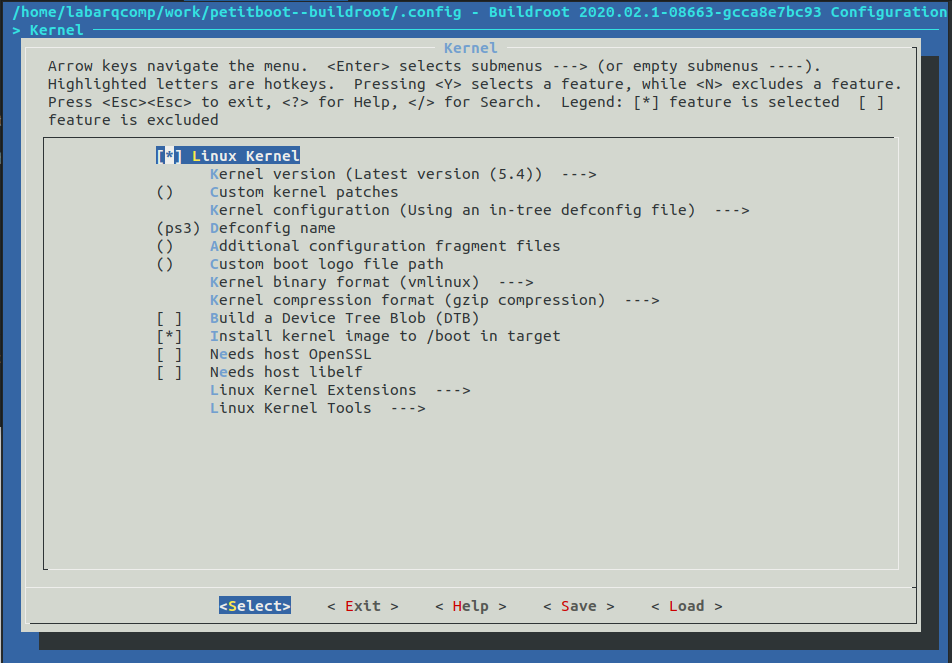 /home/labarqcomp/work/petitboot--buildroot/.config - Buildroot 2020.02.1-08663-gcca8e7bc93 Configuration
> Kernel
Kernel
Arrow keys navigate the menu.  <Enter> selects submenus ---> (or empty submenus ----).
Highlighted letters are hotkeys.  Pressing <Y> selects a feature, while <N> excludes a feature.
Press <Esc><Esc> to exit, <?> for Help, </> for Search.  Legend: [*] feature is selected  [ ]
feature is excluded
[*] Linux Kernel
Kernel version (Latest version (5.4))  --->
()    Custom kernel patches
Kernel configuration (Using an in-tree defconfig file)  --->
(ps3) Defconfig name
()    Additional configuration fragment files
()    Custom boot logo file path
Kernel binary format (vmlinux)  --->
Kernel compression format (gzip compression)  --->
[ ]   Build a Device Tree Blob (DTB)
[*]   Install kernel image to /boot in target
[ ]   Needs host OpenSSL
[ ]   Needs host libelf
Linux Kernel Extensions  --->
Linux Kernel Tools  --->
<Select>    < Exit >    < Help >    < Save >    < Load >